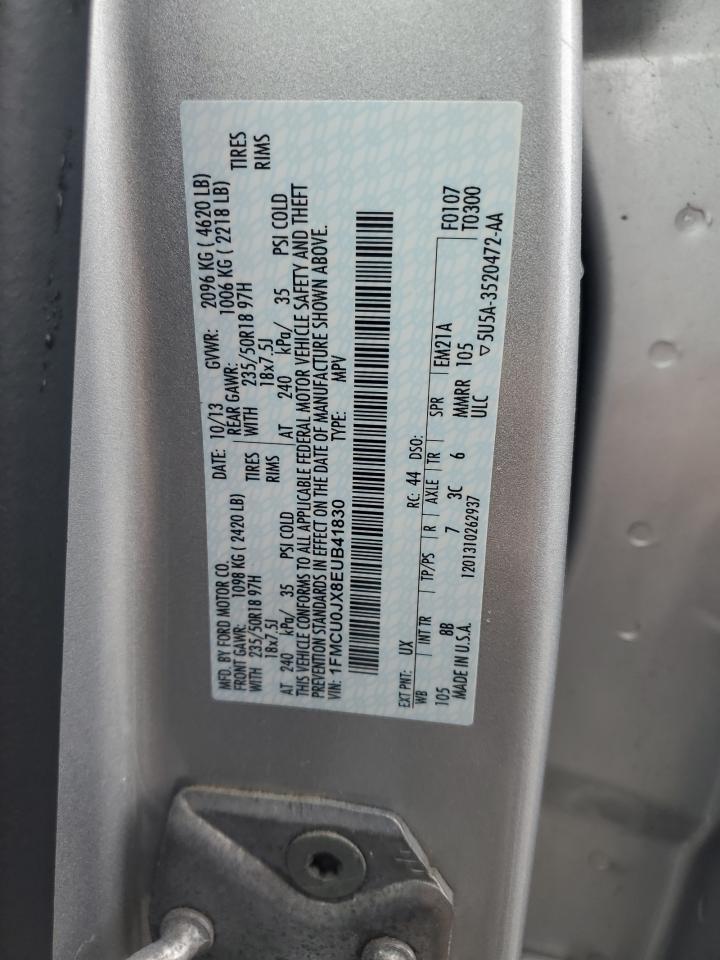 MFD. BY FORD MOTOR CO. DATE: 10/13 GVWR: 2096 KG ( 4620 LB)
FRONT GAWR: 1098 KG ( 2420 LB) REAR GAWR: 1006 KG ( 2218 LB)
WITH 235/50R18 97H TIRES WITH 235/50R18 97H TIRES
18x7.5J RIMS 18x7.5J RIMS
AT 240 kPa/ 35 PSI COLD AT 240 kPa/ 35 PSI COLD
THIS VEHICLE CONFORMS TO ALL APPLICABLE FEDERAL MOTOR VEHICLE SAFETY AND THEFT
PREVENTION STANDARDS IN EFFECT ON THE DATE OF MANUFACTURE SHOWN ABOVE.
VIN: 1FMCU0JX8EUB41830 TYPE: MPV
EXT PNT: UX RC: 44 DSO: F0107
WB INT TR TP/PS R AXLE TR SPR EM21A T0300
105 8B 7 3C 6 MMRR 105
MADE IN U.S.A. 1201310262937 ULC ▽5U5A-3520472-AA